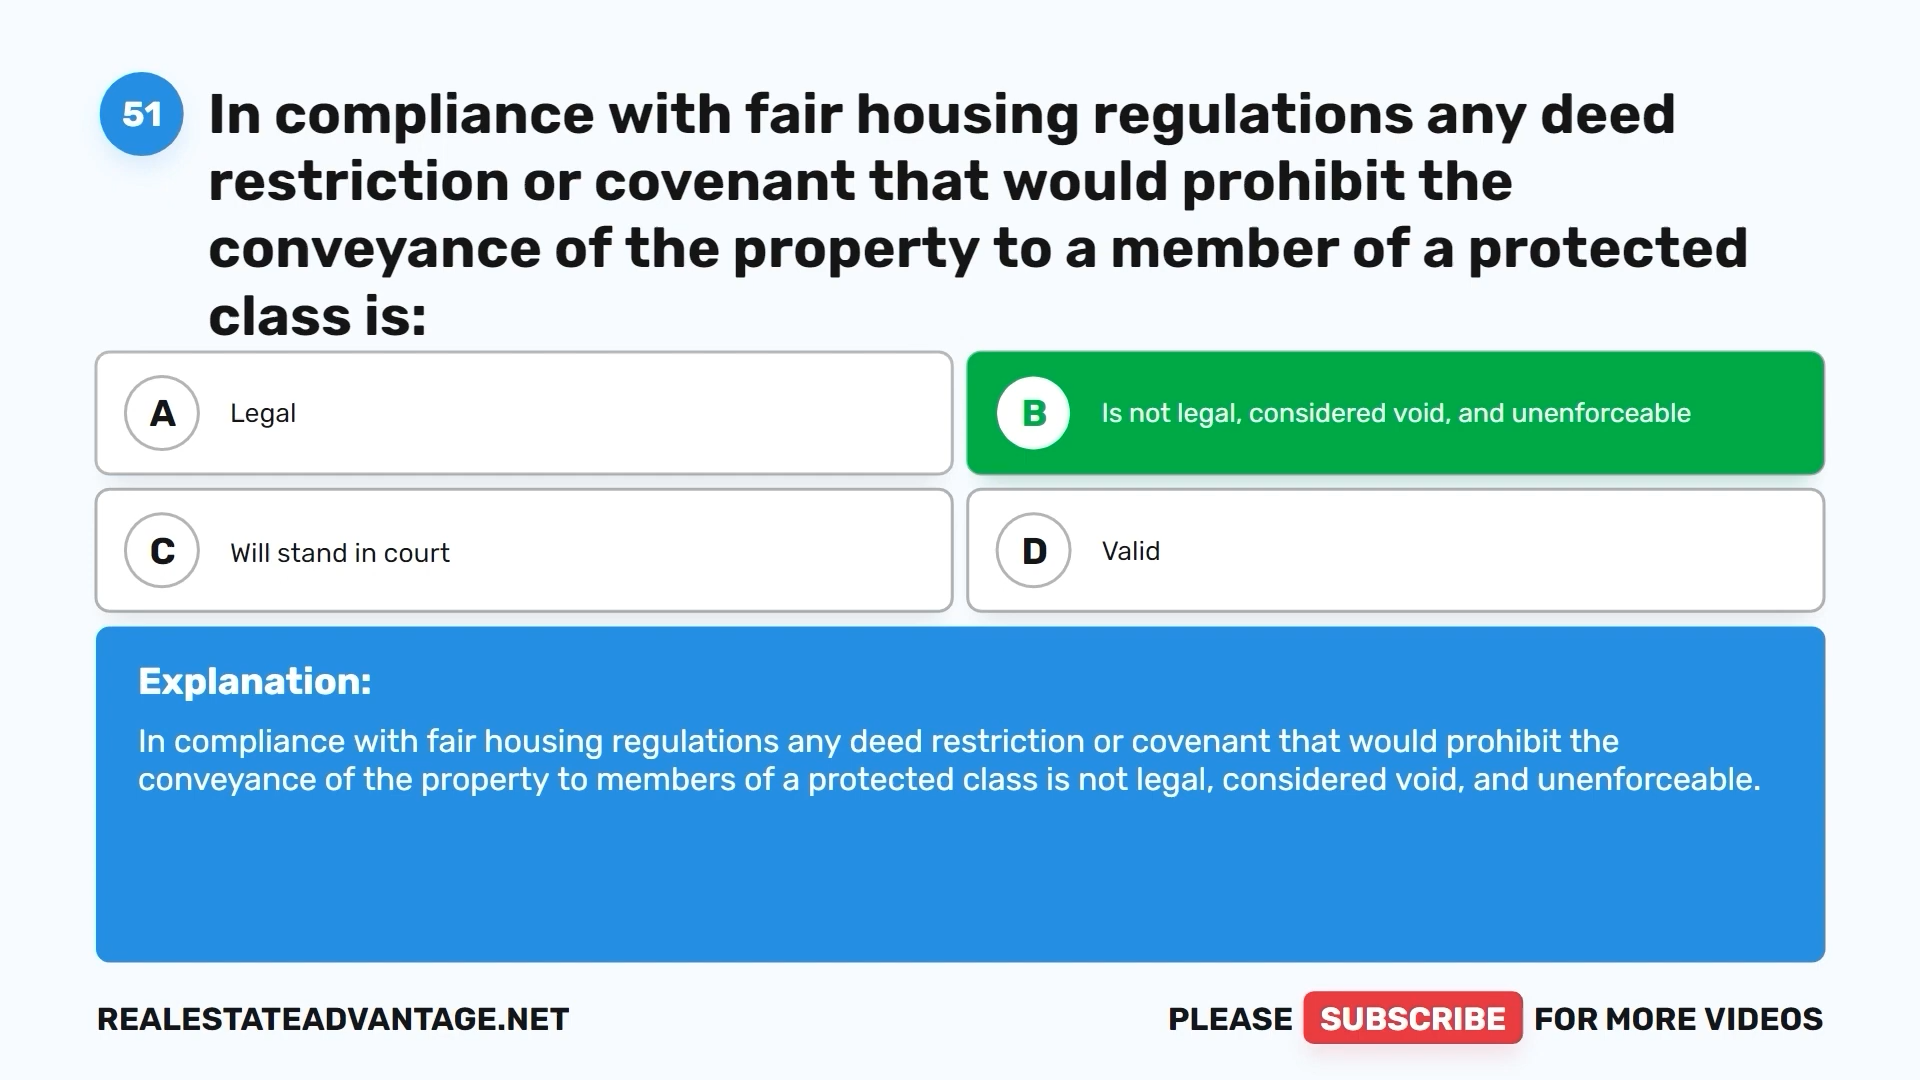 51
In compliance with fair housing regulations any deed
restriction or covenant that would prohibit the
conveyance of the property to a member of a protected
class is:
A Legal
B Is not legal, considered void, and unenforceable
C Will stand in court
D Valid
Explanation:
In compliance with fair housing regulations any deed restriction or covenant that would prohibit the
conveyance of the property to members of a protected class is not legal, considered void, and unenforceable.
REALESTATEADVANTAGE.NET
PLEASE SUBSCRIBE FOR MORE VIDEOS